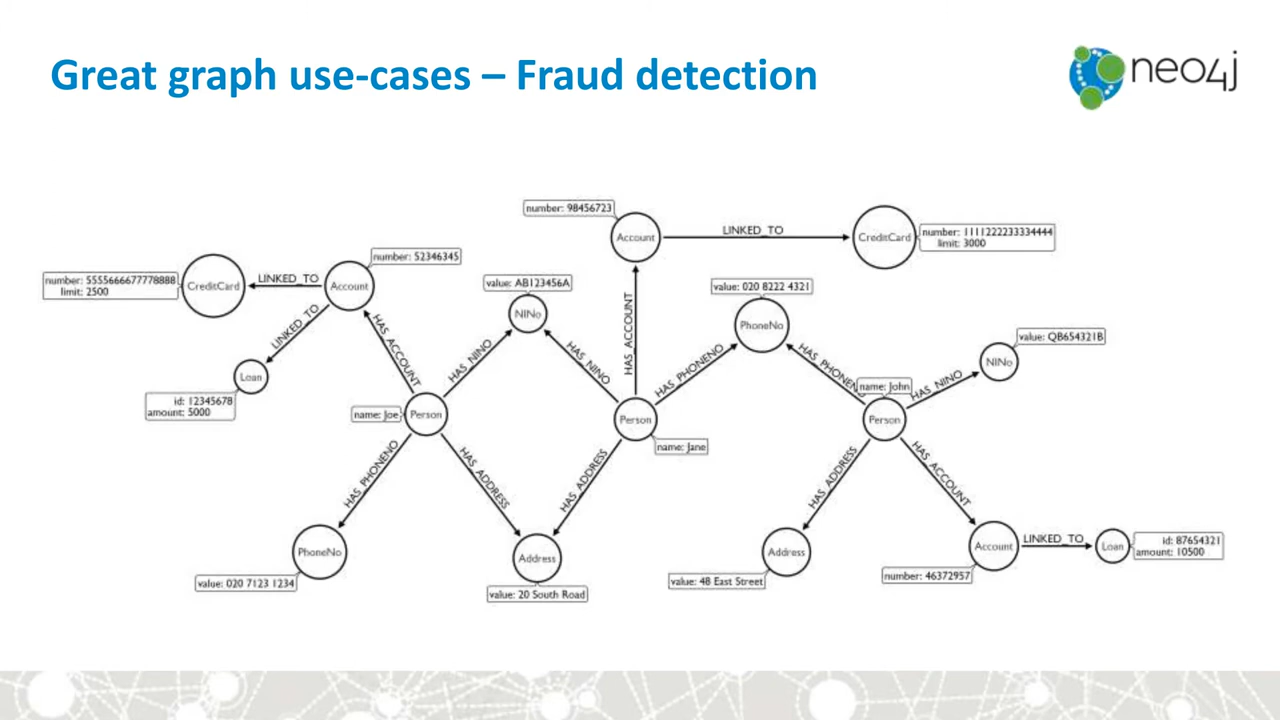 Great graph use-cases – Fraud detection
neo4j
number: 98456723
Account
LINKED_TO
CreditCard
number: 1111222233334444
limit: 3000
number: 52346345
number: 5555666677778888
limit: 2500
CreditCard
LINKED_TO
Account
value: AB123456A
NINo
value: 020 8222 4321
PhoneNo
LINKED_TO
HAS_ACCOUNT
HAS_NINO
HAS_NINO
HAS_ACCOUNT
HAS_PHONENO
HAS_PHONENO
value: QB654321B
NINo
HAS_NINO
Loan
id: 12345678
amount: 5000
name: Joe
Person
Person
name: Jane
name: John
Person
HAS_PHONENO
HAS_ADDRESS
HAS_ADDRESS
HAS_ADDRESS
HAS_ACCOUNT
PhoneNo
value: 020 7123 1234
Address
value: 20 South Road
Address
value: 48 East Street
Account
number: 46372957
LINKED_TO
Loan
id: 87654321
amount: 10500